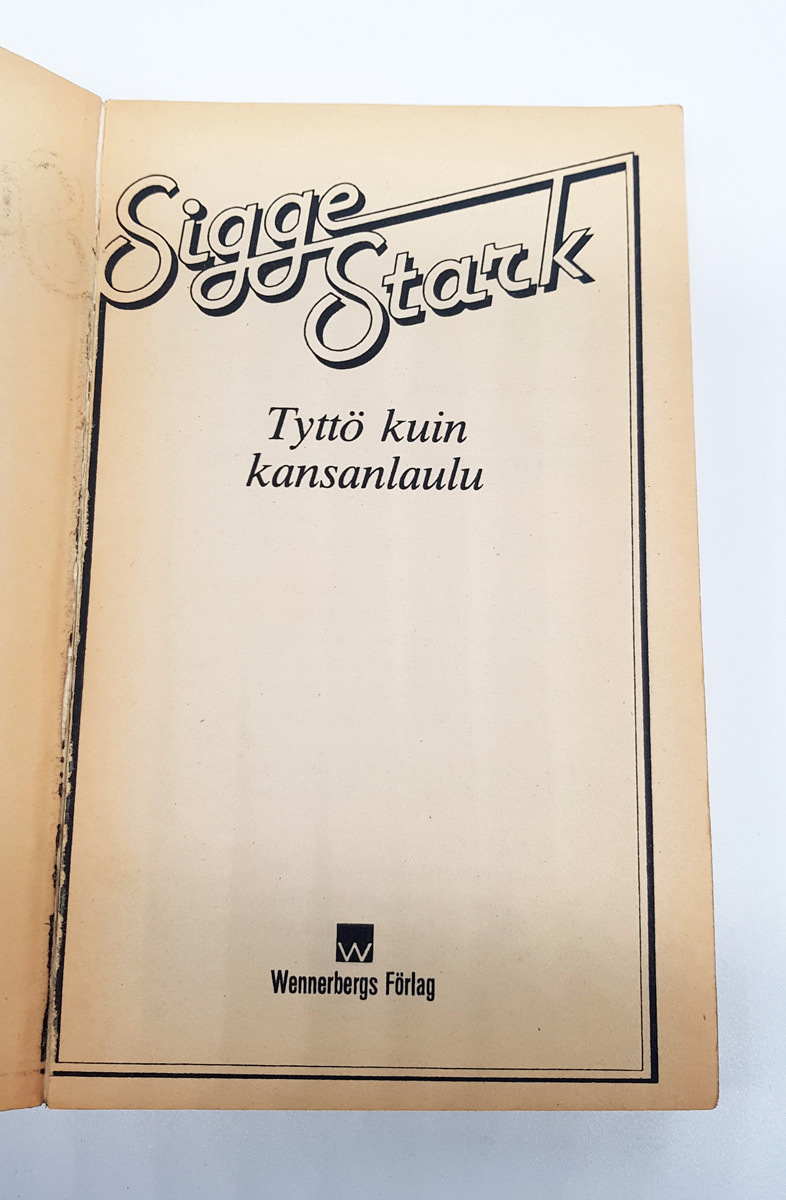 Sigge
Stark
Tyttö kuin
kansanlaulu
W
Wennerbergs Förlag